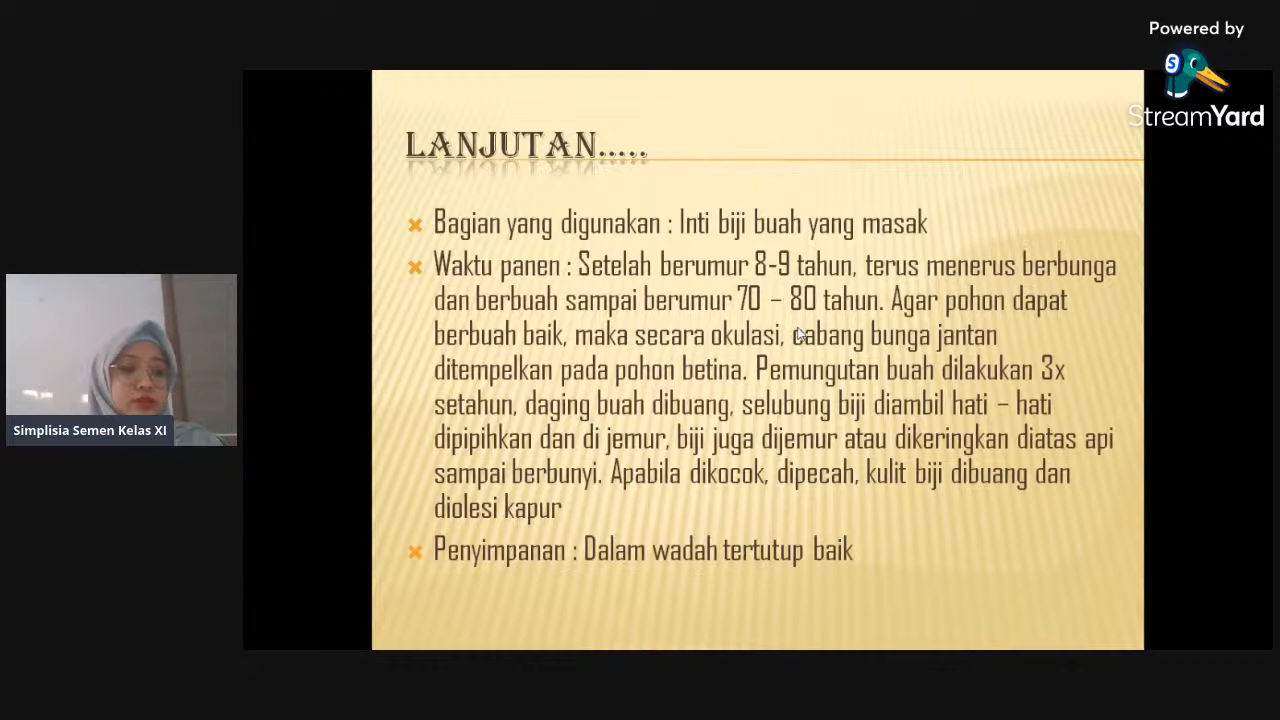 Powered by
StreamYard
LANJUTAN.....
Bagian yang digunakan : Inti biji buah yang masak
Waktu panen : Setelah berumur 8-9 tahun, terus menerus berbunga
dan berbuah sampai berumur 70 – 80 tahun. Agar pohon dapat
berbuah baik, maka secara okulasi, cabang bunga jantan
ditempelkan pada pohon betina. Pemungutan buah dilakukan 3x
setahun, daging buah dibuang, selubung biji diambil hati – hati
dipipihkan dan di jemur, biji juga dijemur atau dikeringkan diatas api
sampai berbunyi. Apabila dikocok, dipecah, kulit biji dibuang dan
diolesi kapur
Penyimpanan : Dalam wadah tertutup baik
Simplisia Semen Kelas XI